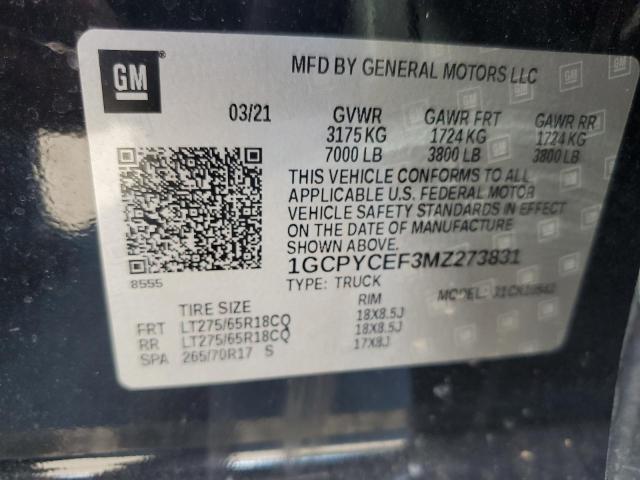 GM
MFD BY GENERAL MOTORS LLC
03/21 GVWR GAWR FRT GAWR RR
3175 KG 1724 KG 1724 KG
7000 LB 3800 LB 3800 LB
THIS VEHICLE CONFORMS TO ALL
APPLICABLE U.S. FEDERAL MOTOR
VEHICLE SAFETY STANDARDS IN EFFECT
ON THE DATE OF MANUFACTURE
SHOWN ABOVE.
1GCPYCEF3MZ273831
8555 TYPE: TRUCK MODEL:
TIRE SIZE RIM
FRT LT275/65R18CQ 18X8.5J
RR LT275/65R18CQ 18X8.5J
SPA 265/70R17 S 17X8J